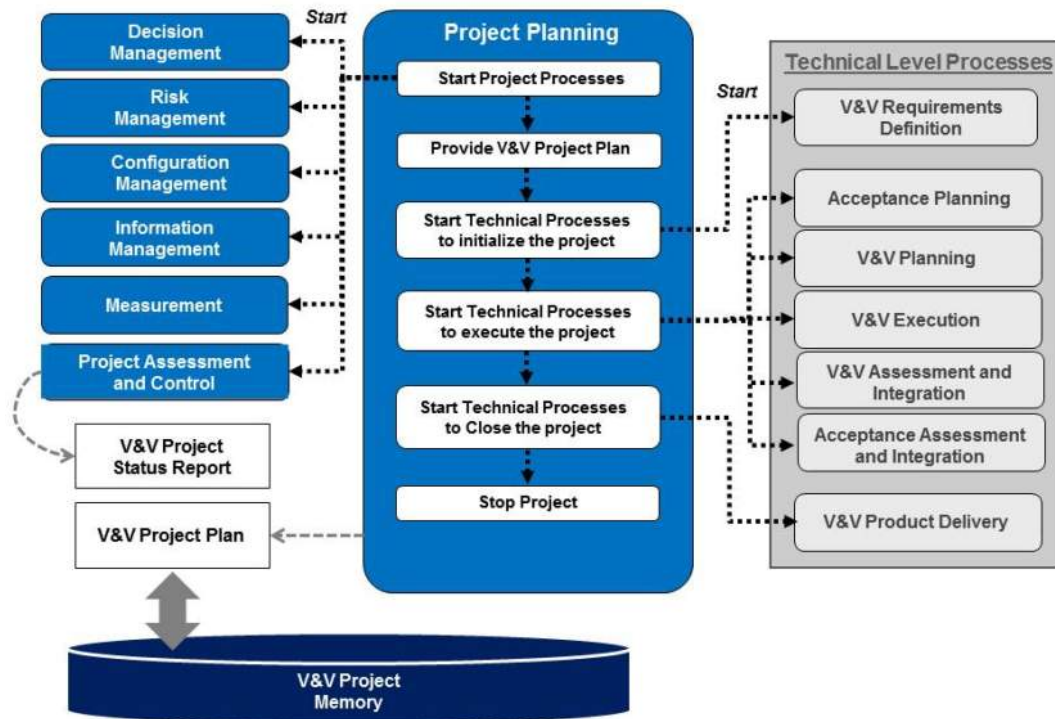 Start
Decision
Management
Risk
Management
Configuration
Management
Information
Management
Measurement
Project Assessment
and Control
V&V Project
Status Report
V&V Project Plan
V&V Project
Memory
Project Planning
Start Project Processes
Provide V&V Project Plan
Start Technical Processes
to initialize the project
Start Technical Processes
to execute the project
Start Technical Processes
to Close the project
Stop Project
Start
Technical Level Processes
V&V Requirements
Definition
Acceptance Planning
V&V Planning
V&V Execution
V&V Assessment and
Integration
Acceptance Assessment
and Integration
V&V Product Delivery